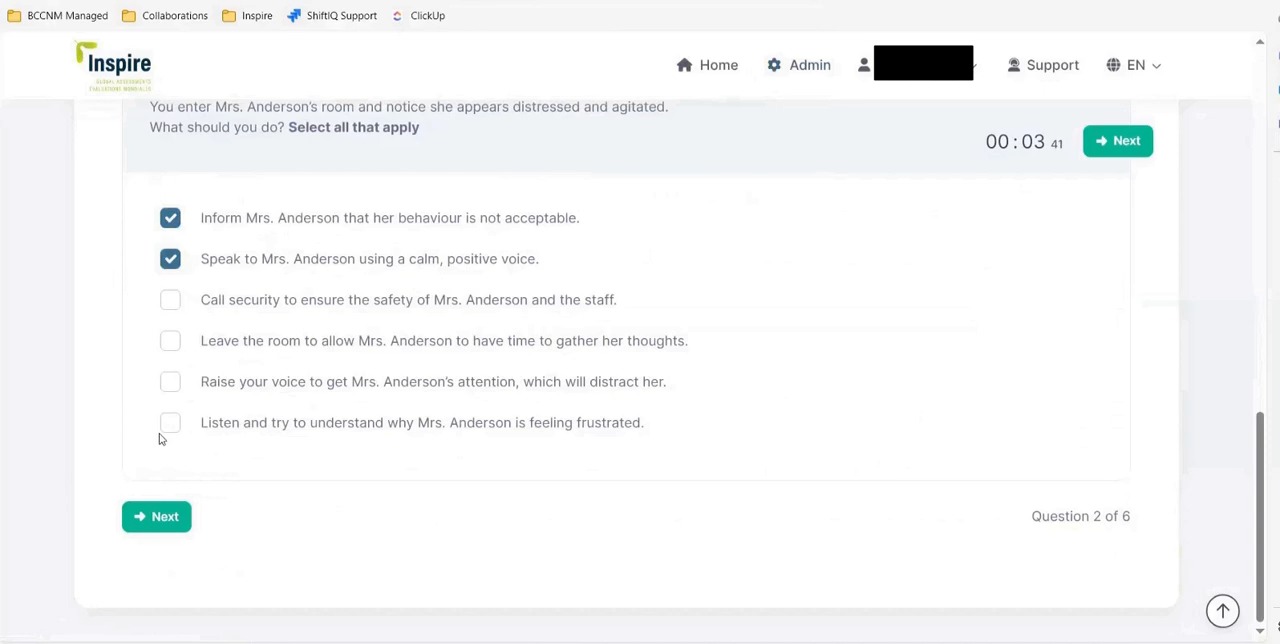 BCCNM Managed Collaborations Inspire ShiftIQ Support ClickUp
Inspire
GLOBAL ASSESSMENTS
ÉVALUATIONS MONDIALES
Home Admin Support EN
You enter Mrs. Anderson’s room and notice she appears distressed and agitated.
What should you do? Select all that apply
00 : 03 41 Next
Inform Mrs. Anderson that her behaviour is not acceptable.
Speak to Mrs. Anderson using a calm, positive voice.
Call security to ensure the safety of Mrs. Anderson and the staff.
Leave the room to allow Mrs. Anderson to have time to gather her thoughts.
Raise your voice to get Mrs. Anderson’s attention, which will distract her.
Listen and try to understand why Mrs. Anderson is feeling frustrated.
Next
Question 2 of 6